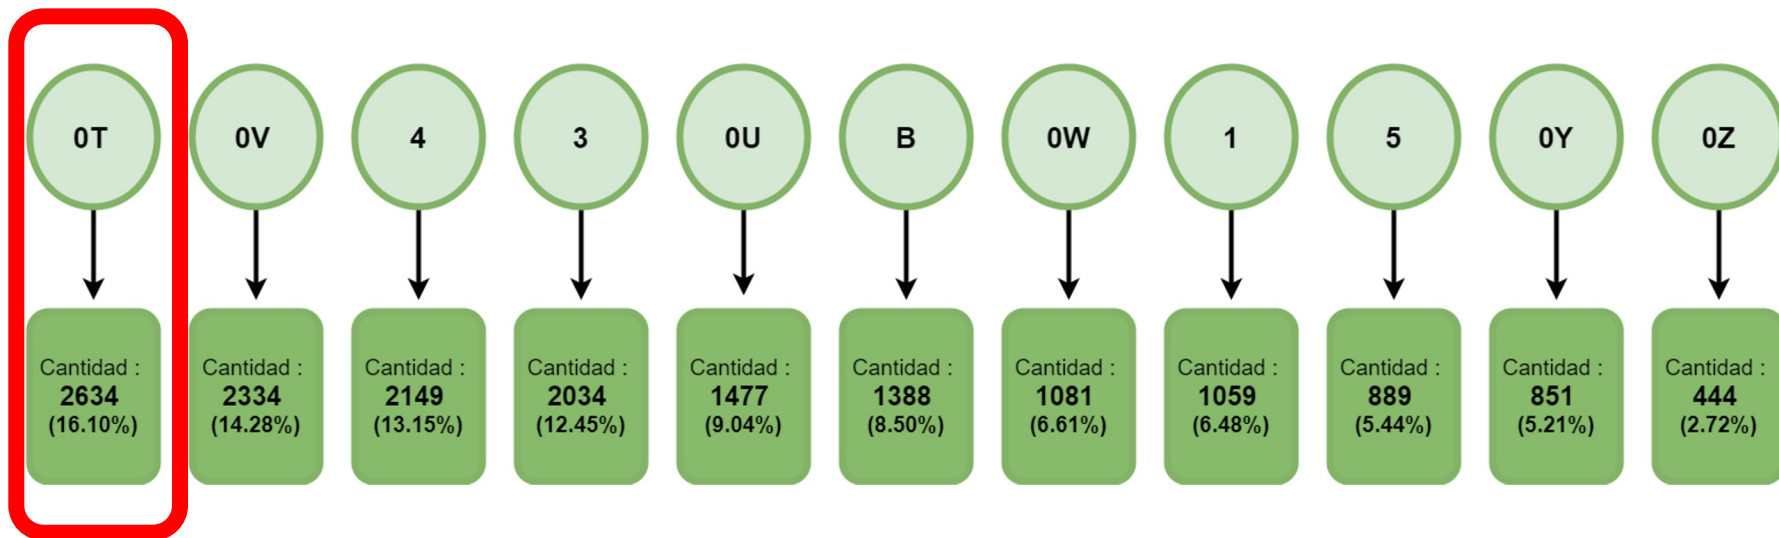 0T 0V 4 3 0U B 0W 1 5 0Y 0Z
Cantidad : Cantidad : Cantidad : Cantidad : Cantidad : Cantidad : Cantidad : Cantidad : Cantidad : Cantidad : Cantidad :
2634 2334 2149 2034 1477 1388 1081 1059 889 851 444
(16.10%) (14.28%) (13.15%) (12.45%) (9.04%) (8.50%) (6.61%) (6.48%) (5.44%) (5.21%) (2.72%)